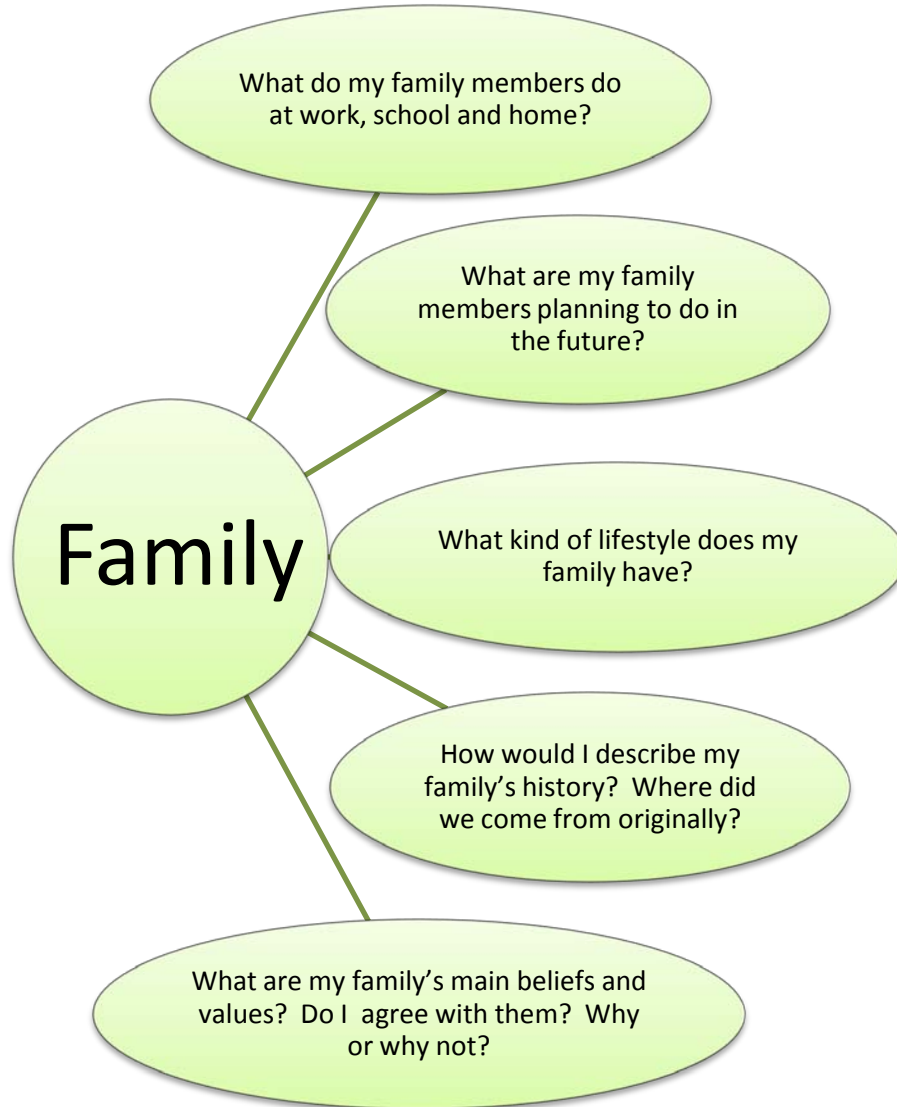 What do my family members do
at work, school and home?
What are my family
members planning to do in
the future?
Family
What kind of lifestyle does my
family have?
How would I describe my
family’s history?  Where did
we come from originally?
What are my family’s main beliefs and
values?  Do I  agree with them?  Why
or why not?